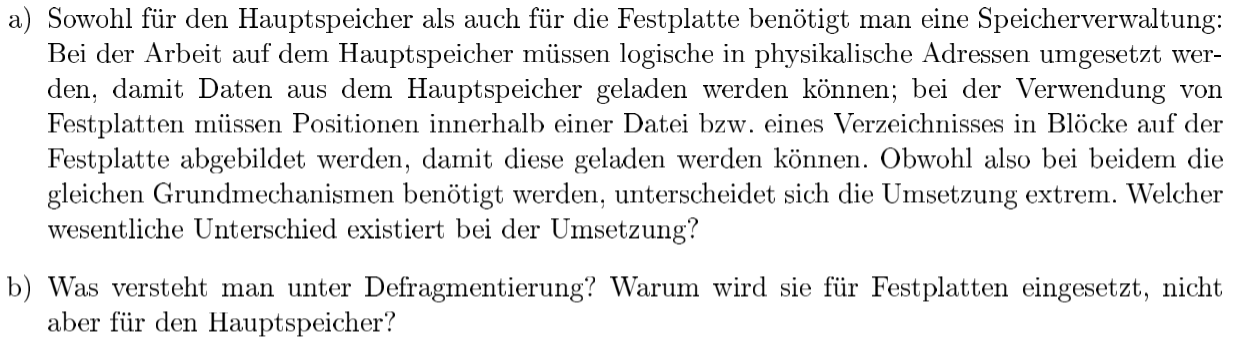 a) Sowohl für den Hauptspeicher als auch für die Festplatte benötigt man eine Speicherverwaltung:
Bei der Arbeit auf dem Hauptspeicher müssen logische in physikalische Adressen umgesetzt wer-
den, damit Daten aus dem Hauptspeicher geladen werden können; bei der Verwendung von
Festplatten müssen Positionen innerhalb einer Datei bzw. eines Verzeichnisses in Blöcke auf der
Festplatte abgebildet werden, damit diese geladen werden können. Obwohl also bei beidem die
gleichen Grundmechanismen benötigt werden, unterscheidet sich die Umsetzung extrem. Welcher
wesentliche Unterschied existiert bei der Umsetzung?
b) Was versteht man unter Defragmentierung? Warum wird sie für Festplatten eingesetzt, nicht
aber für den Hauptspeicher?